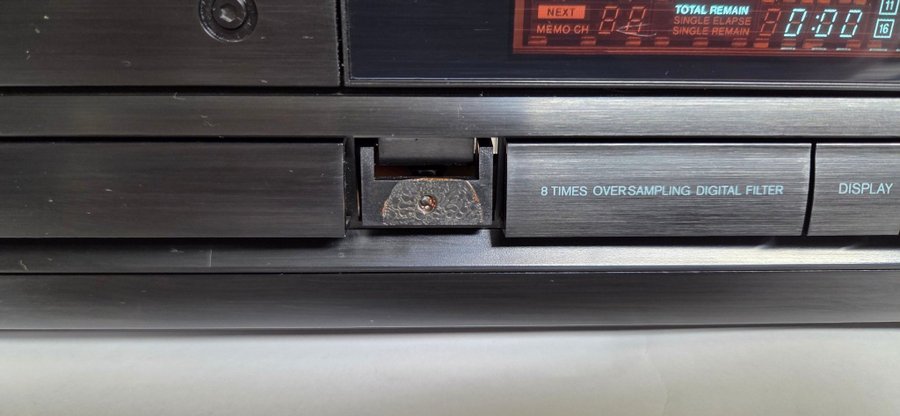 NEXT
MEMO CH
TOTAL REMAIN
SINGLE ELAPSE
SINGLE REMAIN
0:00
11
16
8 TIMES OVERSAMPLING DIGITAL FILTER
DISPLAY